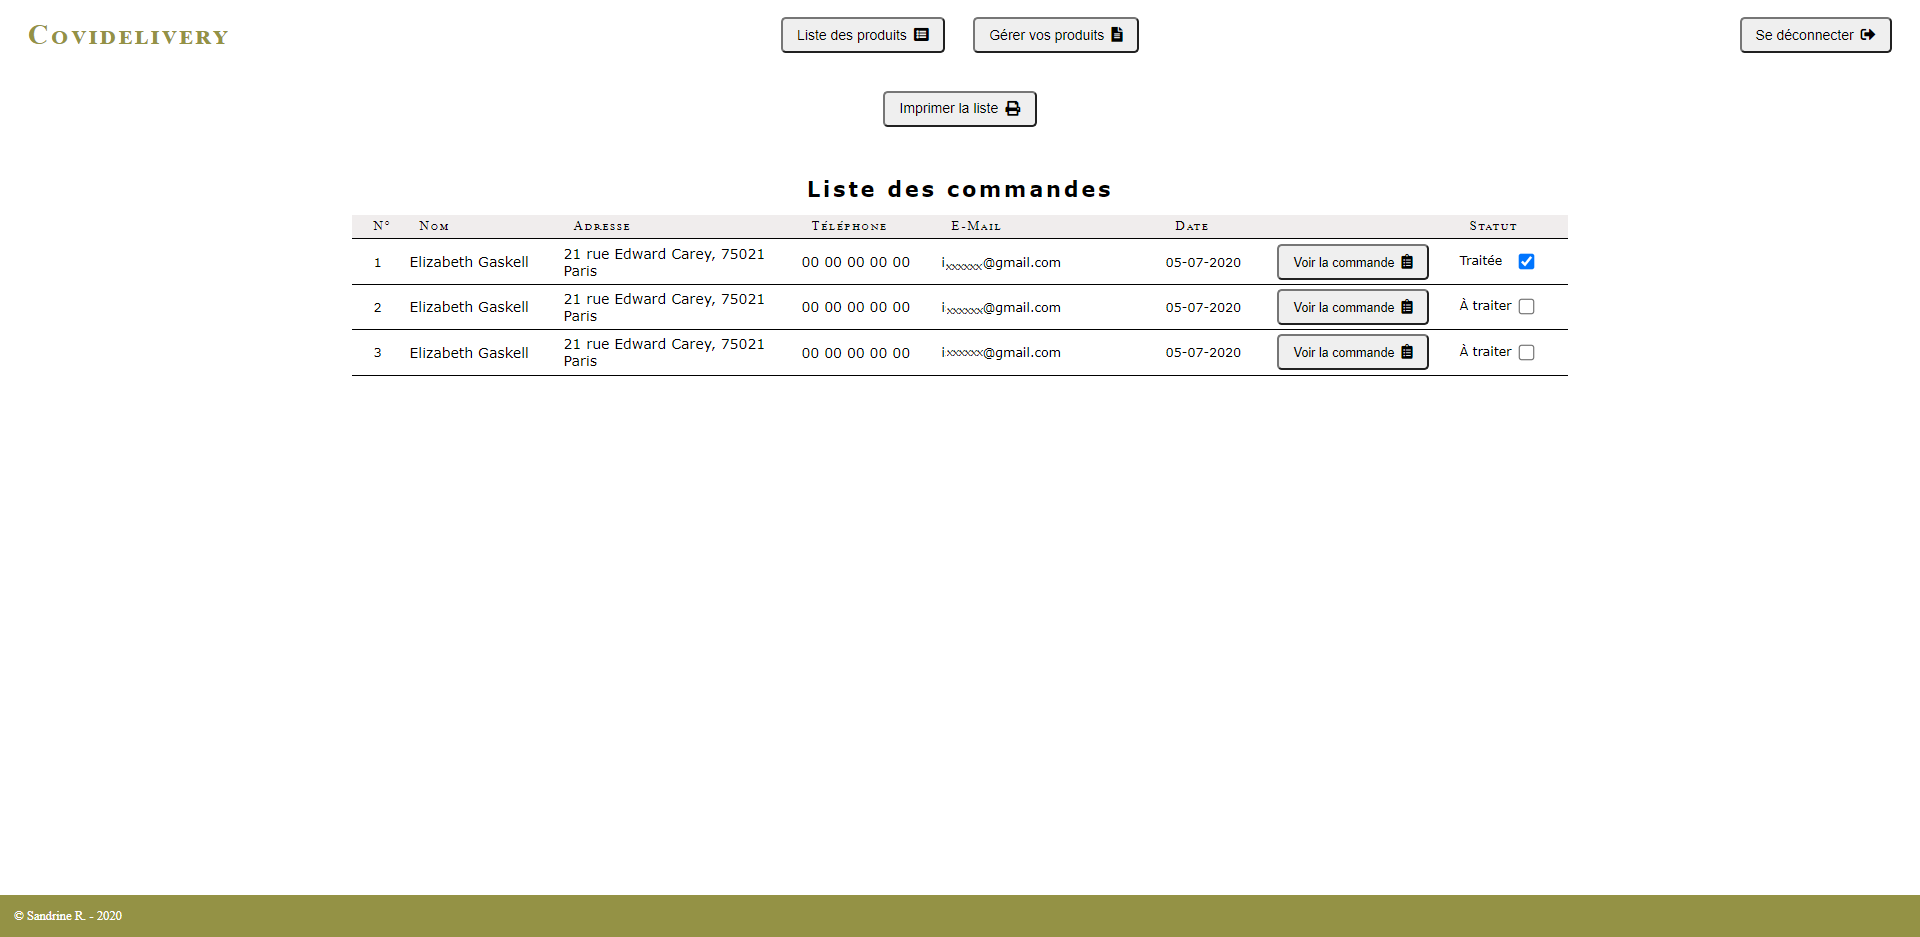 Covidelivery
Liste des produits
Gérer vos produits
Se déconnecter
Imprimer la liste
Liste des commandes
N° Nom Adresse Téléphone E-Mail Date Statut
1 Elizabeth Gaskell 21 rue Edward Carey, 75021 Paris 00 00 00 00 00 ixxxxxx@gmail.com 05-07-2020 Voir la commande Traitée
2 Elizabeth Gaskell 21 rue Edward Carey, 75021 Paris 00 00 00 00 00 ixxxxxx@gmail.com 05-07-2020 Voir la commande À traiter
3 Elizabeth Gaskell 21 rue Edward Carey, 75021 Paris 00 00 00 00 00 ixxxxxx@gmail.com 05-07-2020 Voir la commande À traiter
© Sandrine R. - 2020